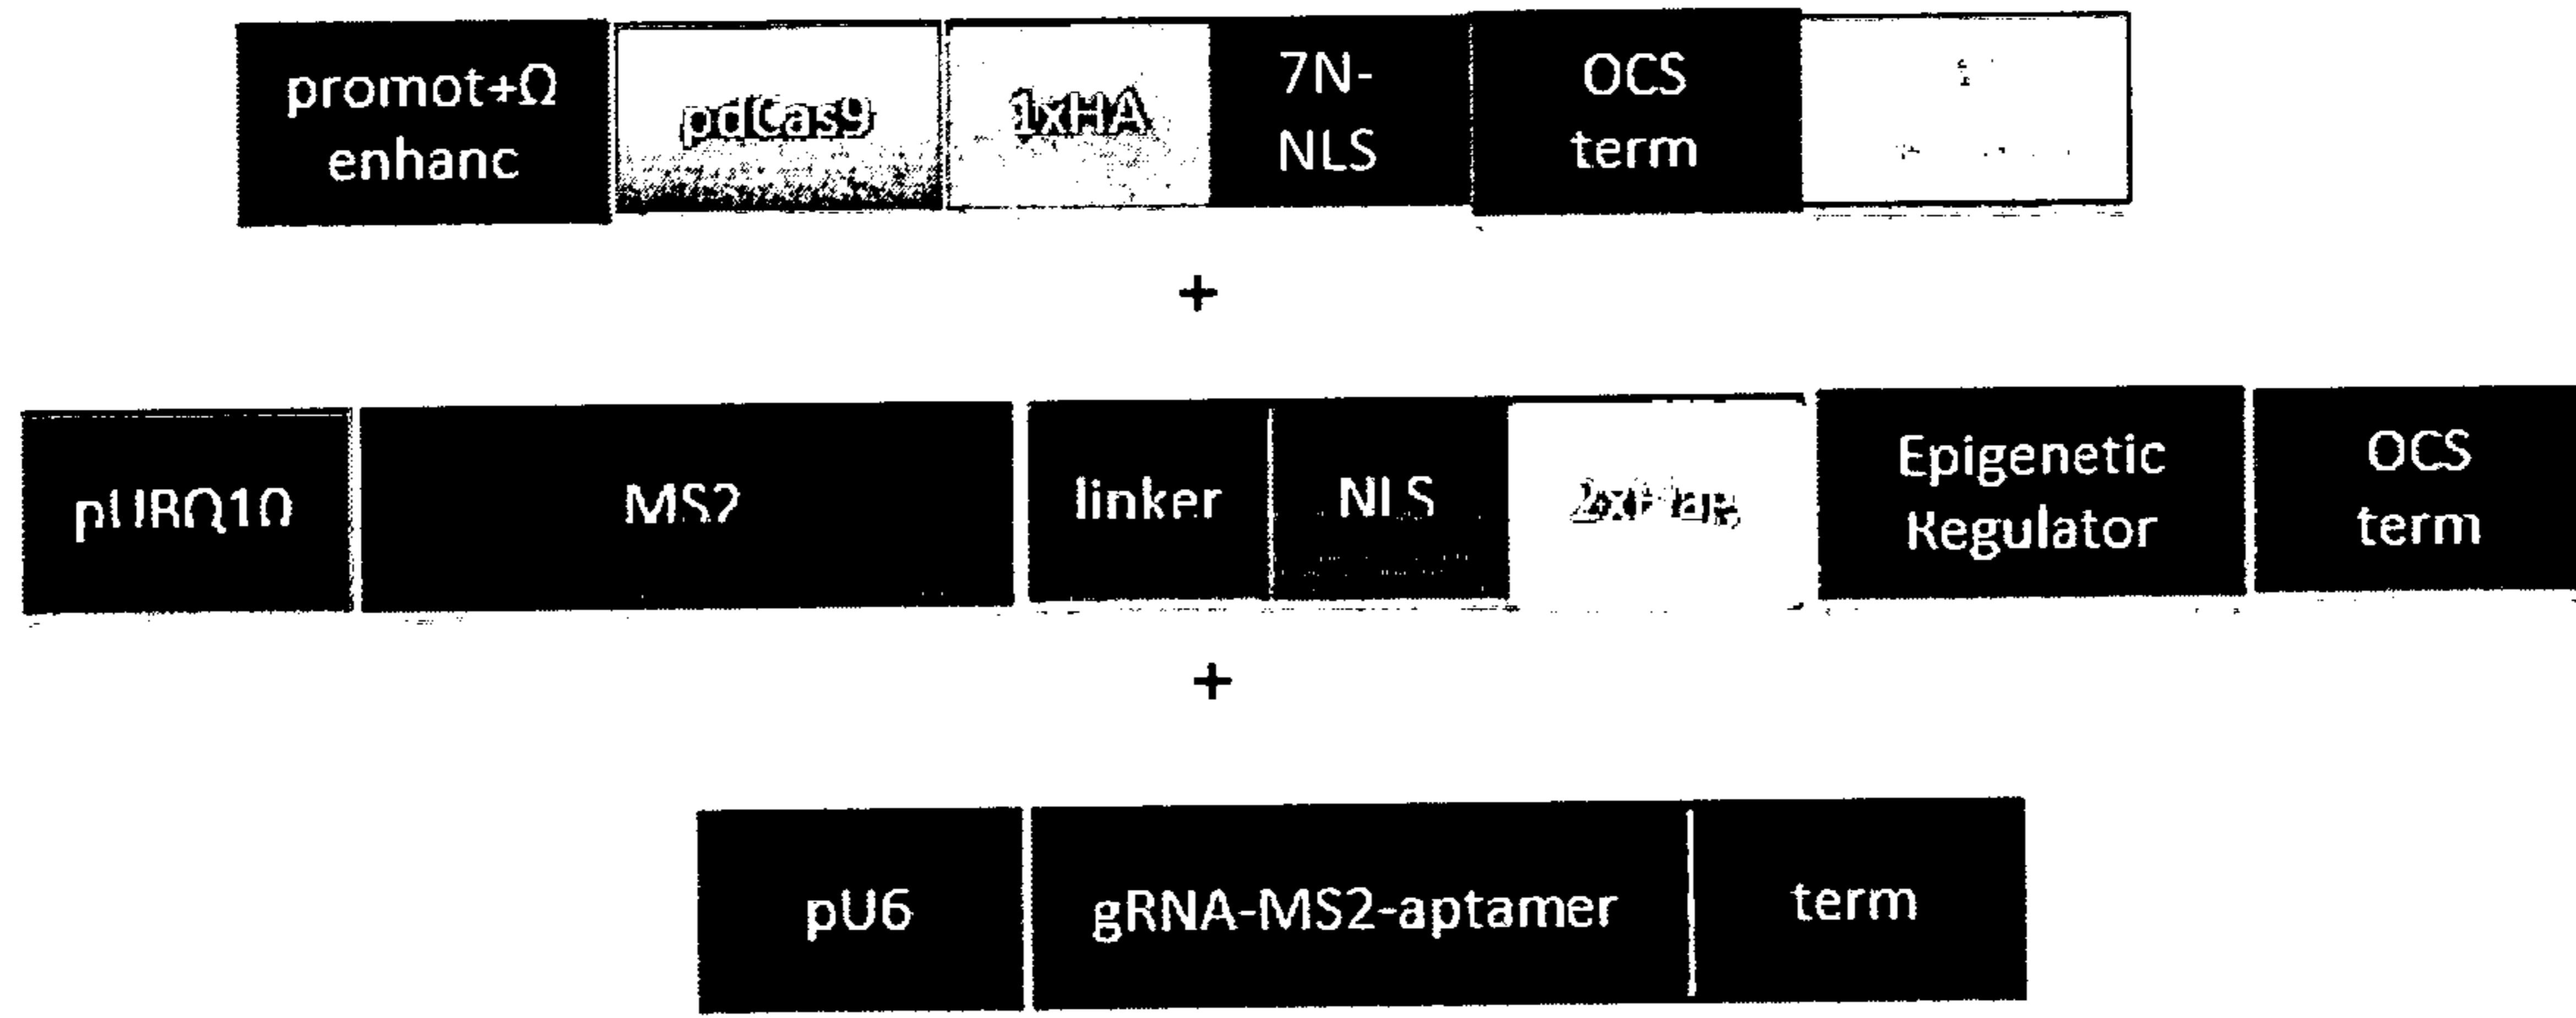 promot+Ω
enhanc
pdCas9
1xHA
7N-
NLS
OCS
term
+
pUBQ10
MS2
linker
NLS
2xFlag
Epigenetic
Regulator
OCS
term
+
pU6
gRNA-MS2-aptamer
term